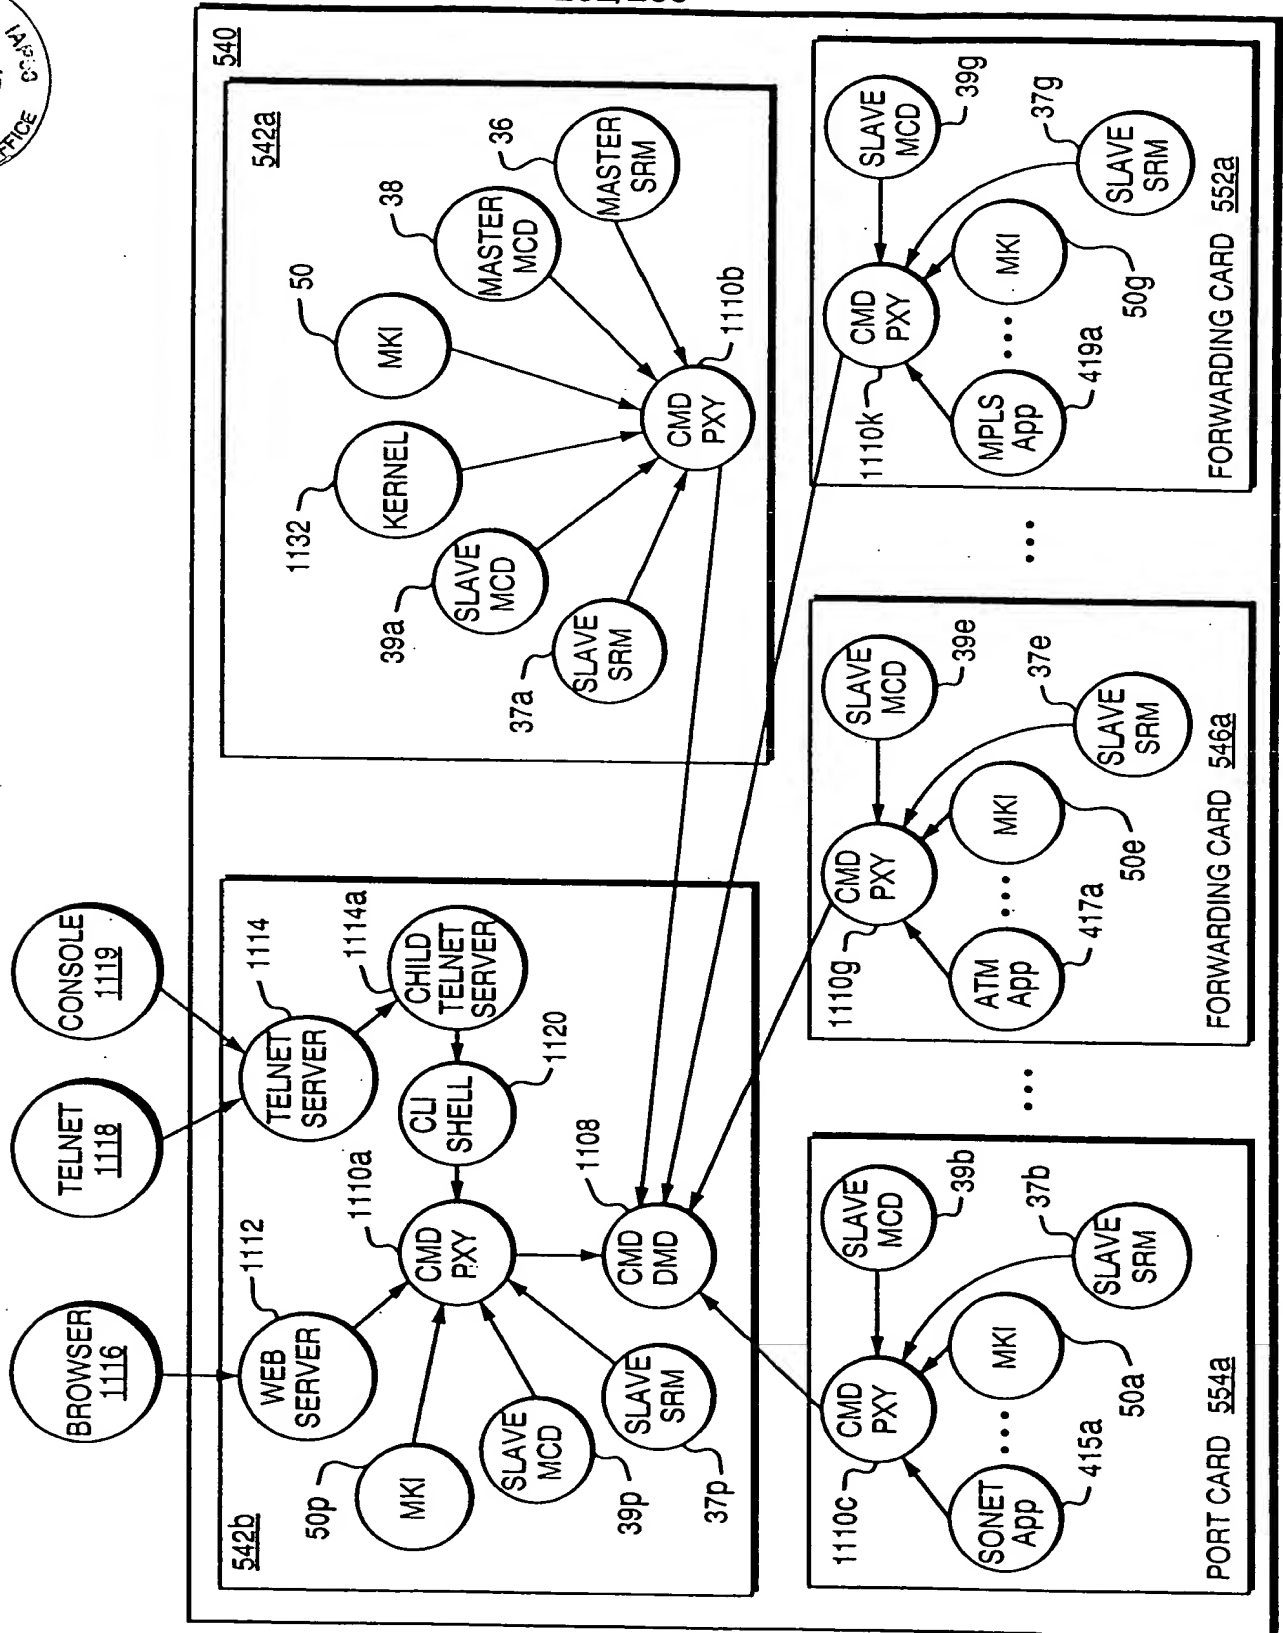 BROWSER
1116
TELNET
1118
CONSOLE
1119
540
542b
WEB
SERVER
1112
TELNET
SERVER
1114
CHILD
TELNET
SERVER
1114a
CLI
SHELL
1120
CMD
PXY
1110a
MKI
50p
SLAVE
MCD
39p
SLAVE
SRM
37p
CMD
DMD
1108
542a
SLAVE
SRM
37a
SLAVE
MCD
39a
KERNEL
1132
MKI
50
MASTER
MCD
38
MASTER
SRM
36
CMD
PXY
1110b
CMD
PXY
1110c
SLAVE
MCD
39b
SONET
App
415a
MKI
50a
SLAVE
SRM
37b
PORT CARD 554a
CMD
PXY
1110g
SLAVE
MCD
39e
ATM
App
417a
MKI
50e
SLAVE
SRM
37e
FORWARDING CARD 546a
CMD
PXY
1110k
SLAVE
MCD
39g
MPLS
App
419a
MKI
50g
SLAVE
SRM
37g
FORWARDING CARD 552a